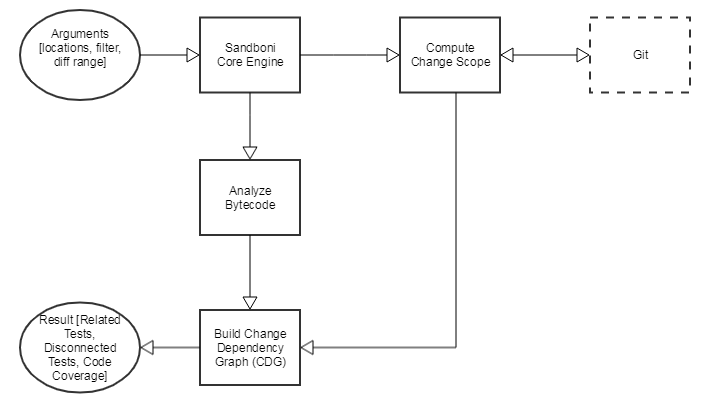 Arguments
[locations, filter,
diff range]
Sandboni
Core Engine
Compute
Change Scope
Git
Analyze
Bytecode
Result [Related
Tests,
Disconnected
Tests, Code
Coverage]
Build Change
Dependency
Graph (CDG)